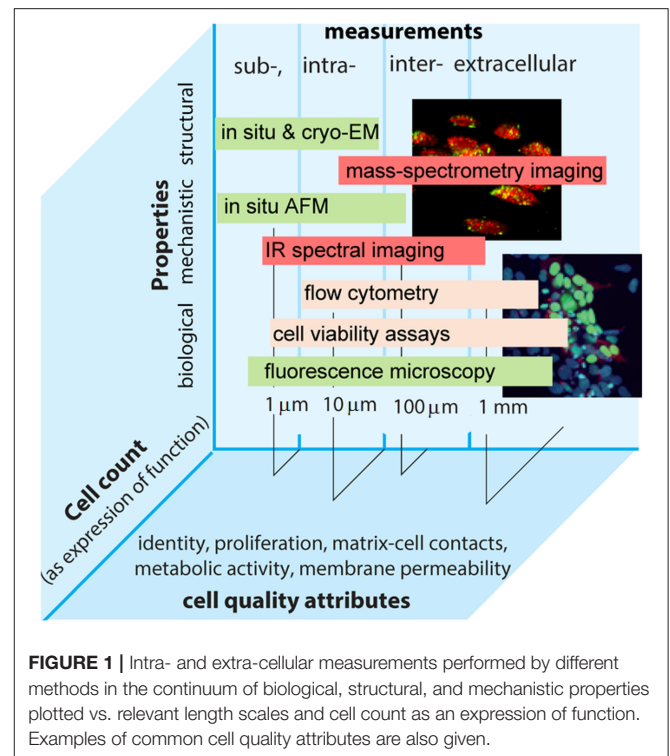 measurements
sub-, intra- inter- extracellular
Properties
structural
mechanistic
biological
in situ & cryo-EM
mass-spectrometry imaging
in situ AFM
IR spectral imaging
flow cytometry
cell viability assays
fluorescence microscopy
1 µm 10 µm 100 µm 1 mm
Cell count
(as expression of function)
identity, proliferation, matrix-cell contacts,
metabolic activity, membrane permeability
cell quality attributes
FIGURE 1 | Intra- and extra-cellular measurements performed by different
methods in the continuum of biological, structural, and mechanistic properties
plotted vs. relevant length scales and cell count as an expression of function.
Examples of common cell quality attributes are also given.